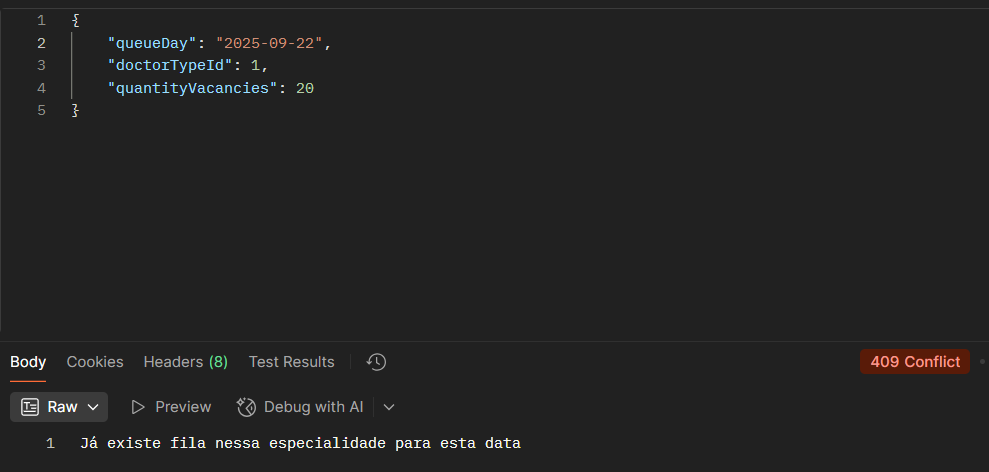 1 {
2 "queueDay": "2025-09-22",
3 "doctorTypeId": 1,
4 "quantityVacancies": 20
5 }
Body Cookies Headers (8) Test Results 409 Conflict
Raw Preview Debug with AI
1 Já existe fila nessa especialidade para esta data